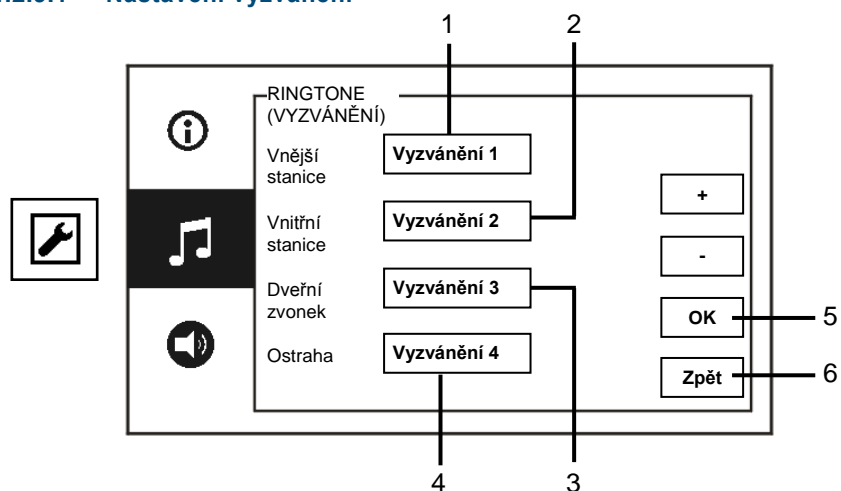 Nastavení vyzvánění
1 2
RINGTONE
(VYZVÁNĚNÍ)
Vnější
stanice
Vyzvánění 1
Vnitřní
stanice
Vyzvánění 2
Dveřní
zvonek
Vyzvánění 3
Ostraha
Vyzvánění 4
+
-
OK
5
Zpět
6
4 3